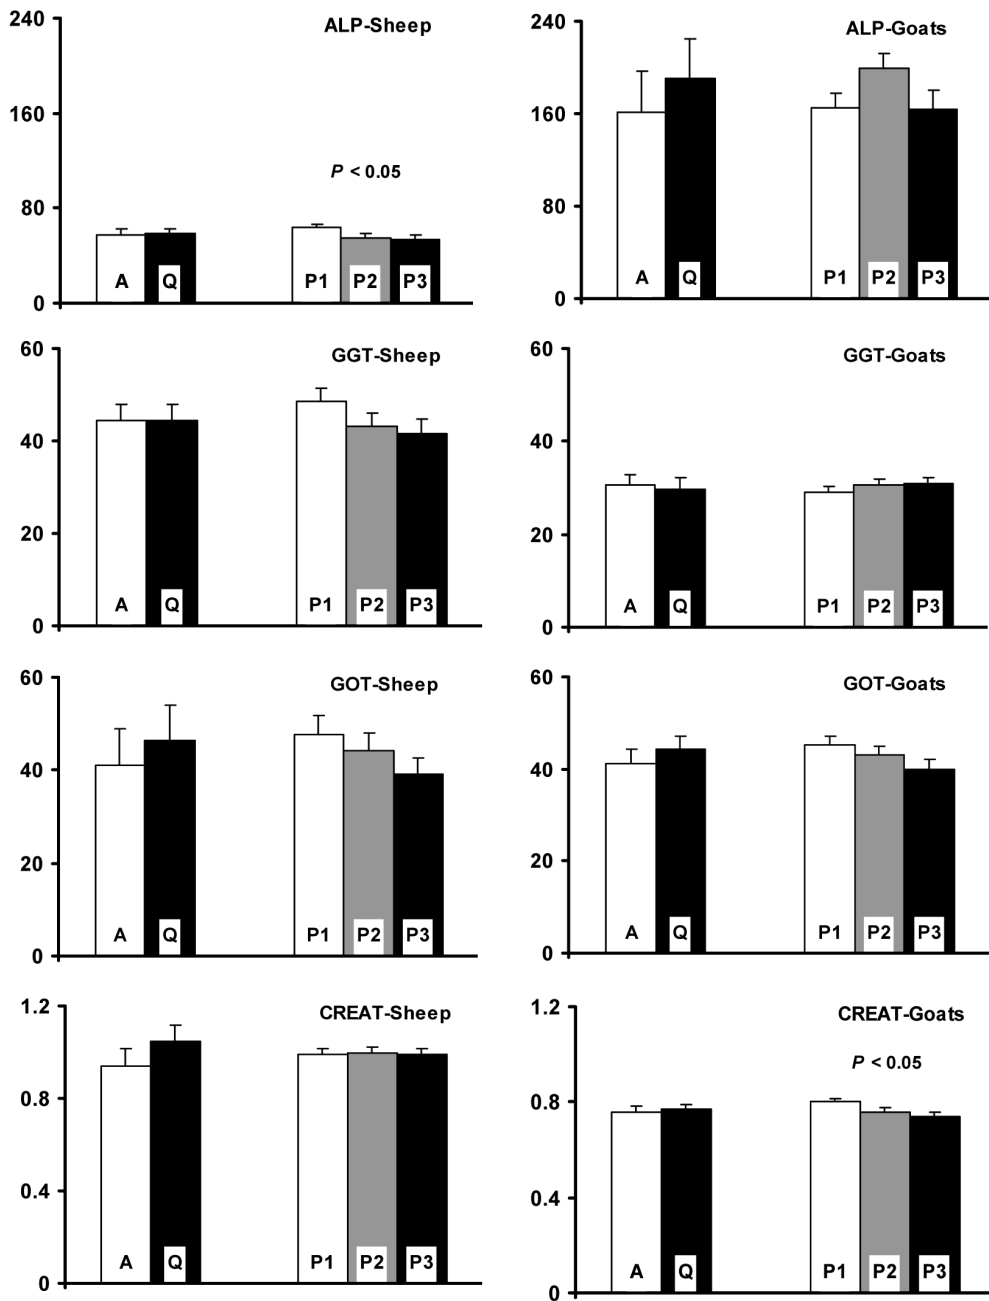 ALP-Sheep
240
160
80
0
P < 0.05
A Q P1 P2 P3
ALP-Goats
240
160
80
0
A Q P1 P2 P3
GGT-Sheep
60
40
20
0
A Q P1 P2 P3
GGT-Goats
60
40
20
0
A Q P1 P2 P3
GOT-Sheep
60
40
20
0
A Q P1 P2 P3
GOT-Goats
60
40
20
0
A Q P1 P2 P3
CREAT-Sheep
1.2
0.8
0.4
0
A Q P1 P2 P3
CREAT-Goats
1.2
0.8
0.4
0
P < 0.05
A Q P1 P2 P3